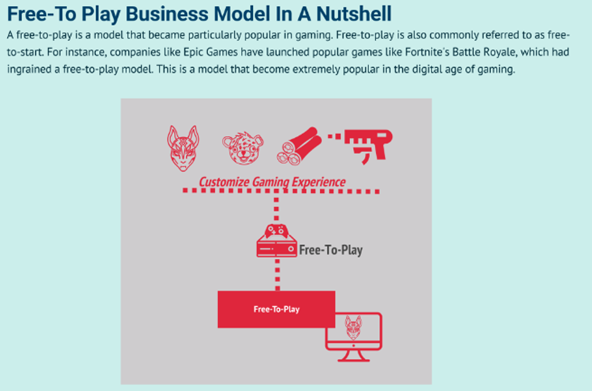 Free-To Play Business Model In A Nutshell
A free-to-play is a model that became particularly popular in gaming. Free-to-play is also commonly referred to as free-
to-start. For instance, companies like Epic Games have launched popular games like Fortnite's Battle Royale, which had
ingrained a free-to-play model. This is a model that become extremely popular in the digital age of gaming.
Customize Gaming Experience
Free-To-Play
Free-To-Play